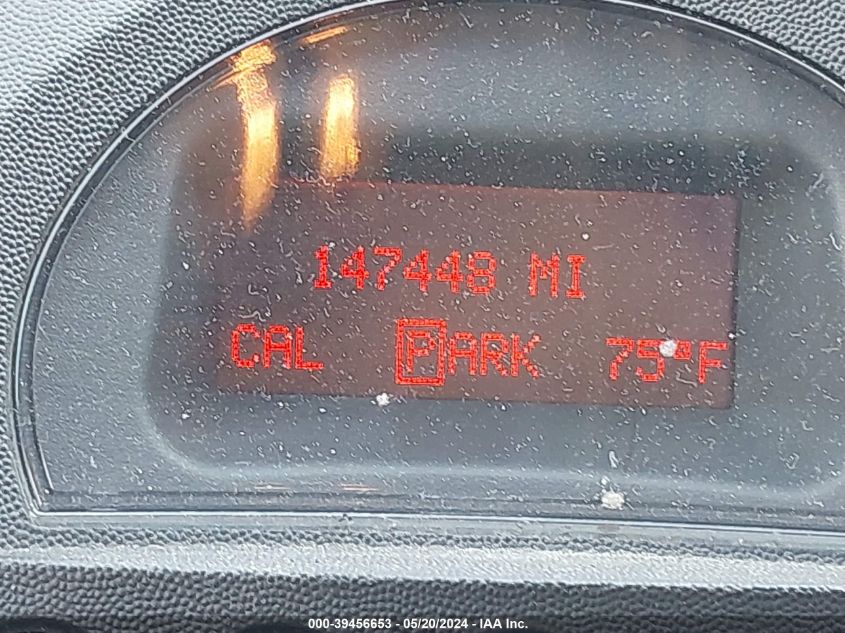 147448 MI
CAL PARK 75°F
000-39456653 - 05/20/2024 - IAA Inc.